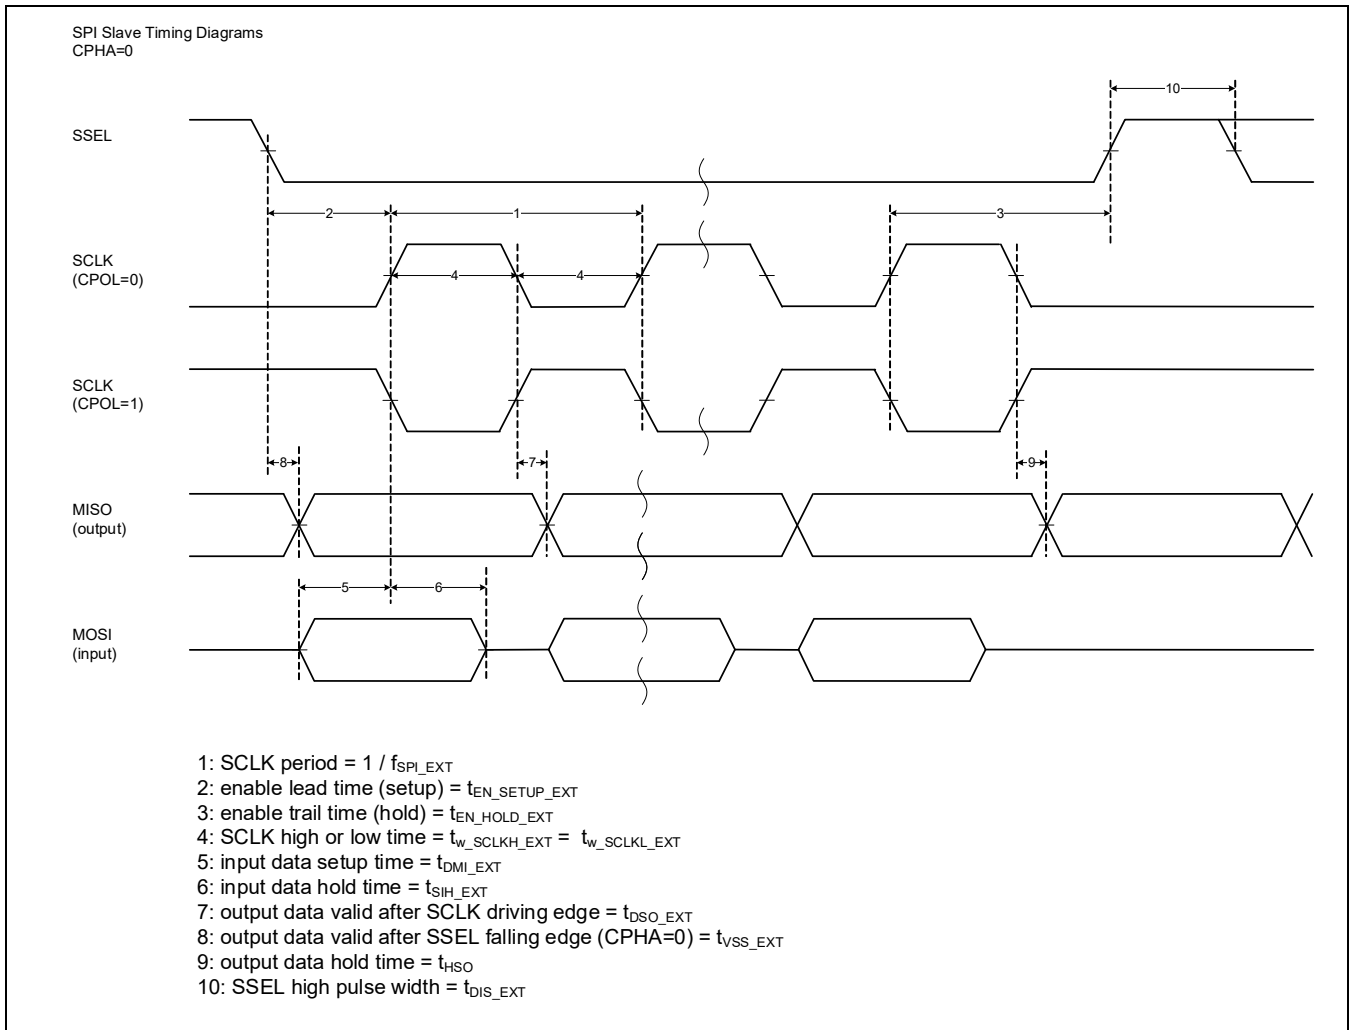 SPI Slave Timing Diagrams
CPHA=0
10
SSEL
2
1
3
SCLK
(CPOL=0)
4
4
SCLK
(CPOL=1)
8
7
9
MISO
(output)
5
6
MOSI
(input)
1: SCLK period = 1 / fSPI_EXT
2: enable lead time (setup) = tEN_SETUP_EXT
3: enable trail time (hold) = tEN_HOLD_EXT
4: SCLK high or low time = tw_SCLKH_EXT = tw_SCLKL_EXT
5: input data setup time = tDMI_EXT
6: input data hold time = tSIH_EXT
7: output data valid after SCLK driving edge = tDSO_EXT
8: output data valid after SSEL falling edge (CPHA=0) = tVSS_EXT
9: output data hold time = tHSO
10: SSEL high pulse width = tDIS_EXT